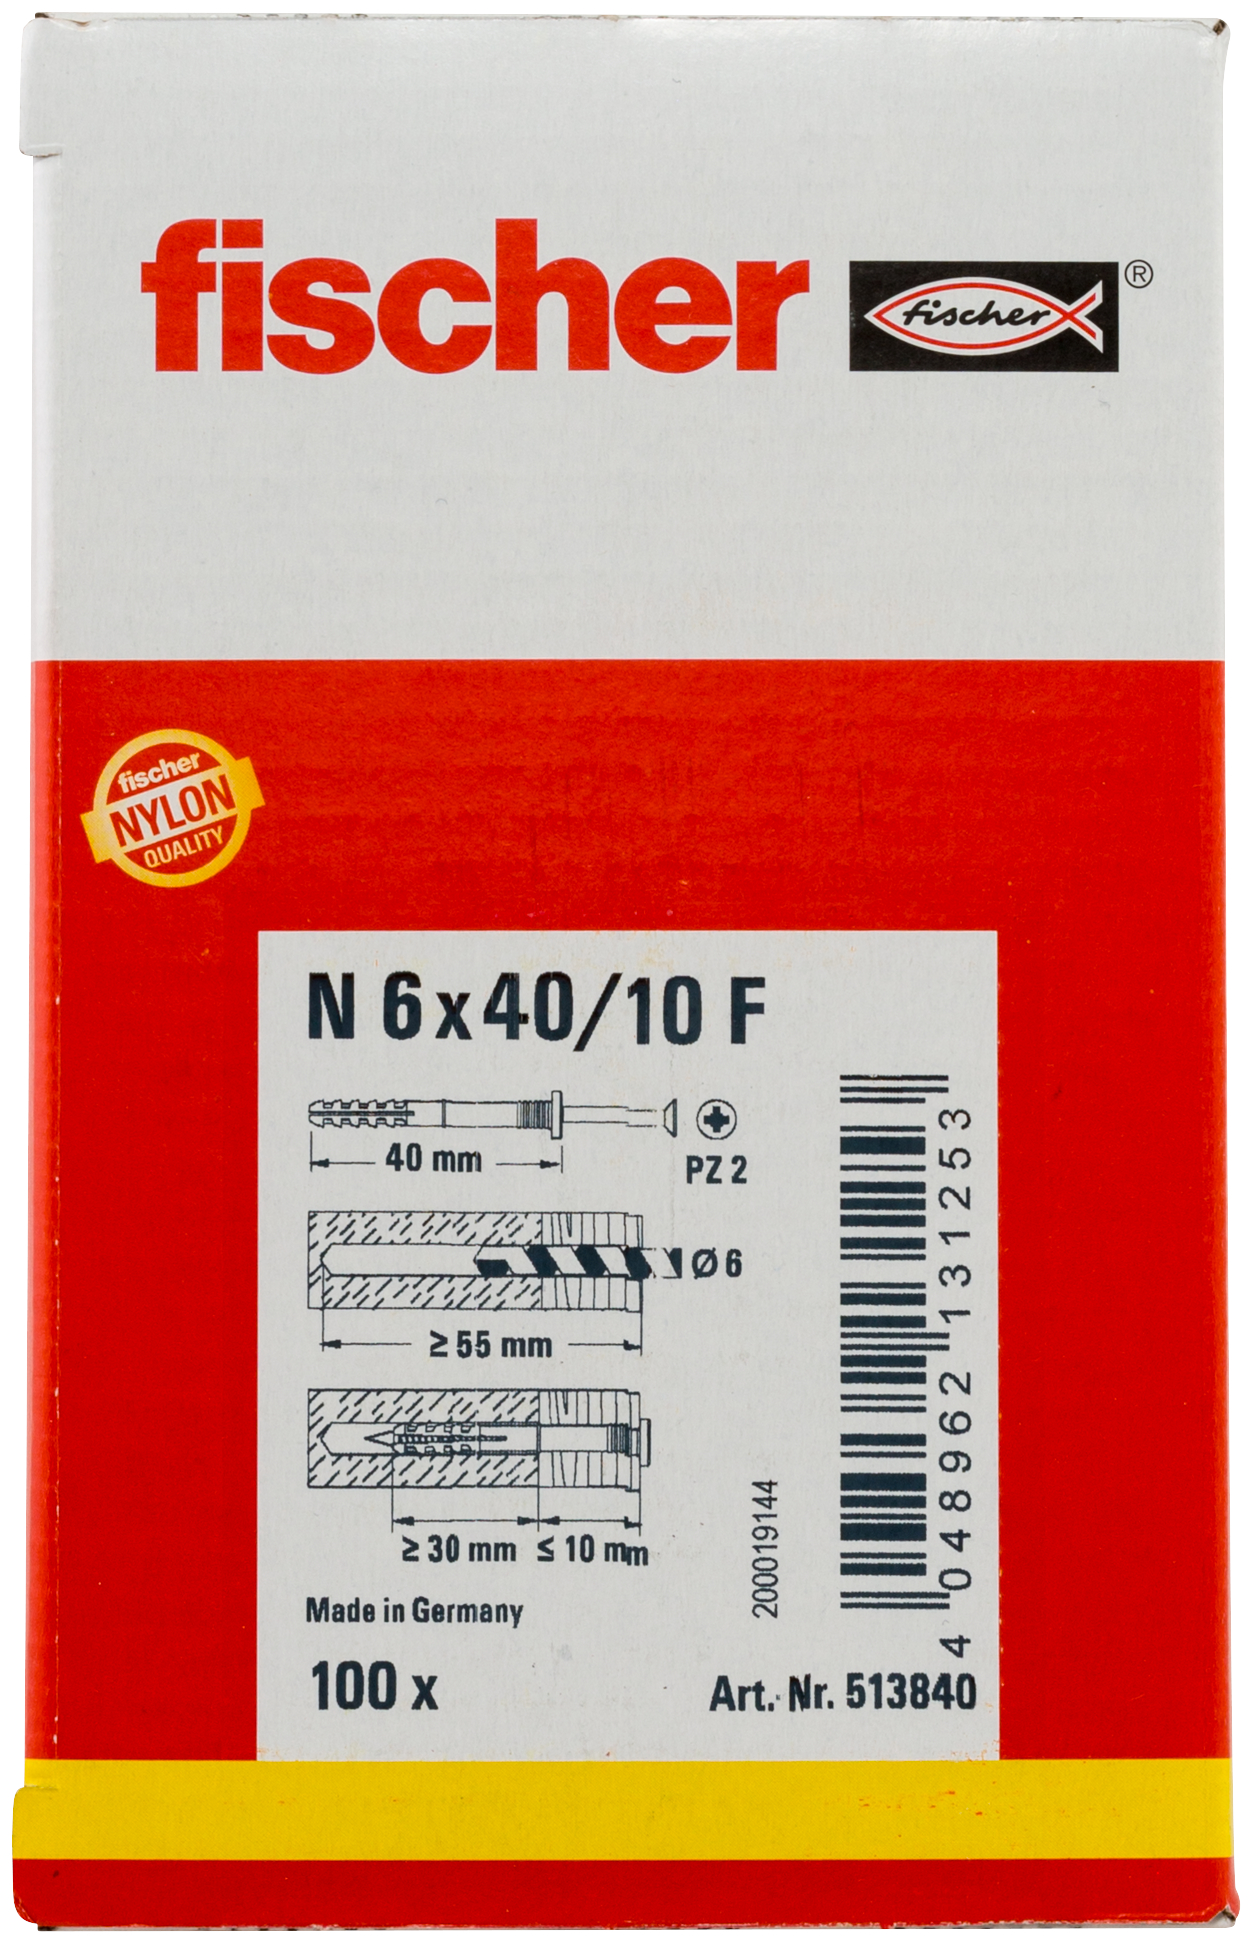 fischer
fischer ®
fischer
NYLON
QUALITY
N 6 x 40/10 F
40 mm
PZ 2
Ø 6
≥ 55 mm
≥ 30 mm ≤ 10 mm
Made in Germany
100 x
200019144
4 048962 131253
Art. Nr. 513840